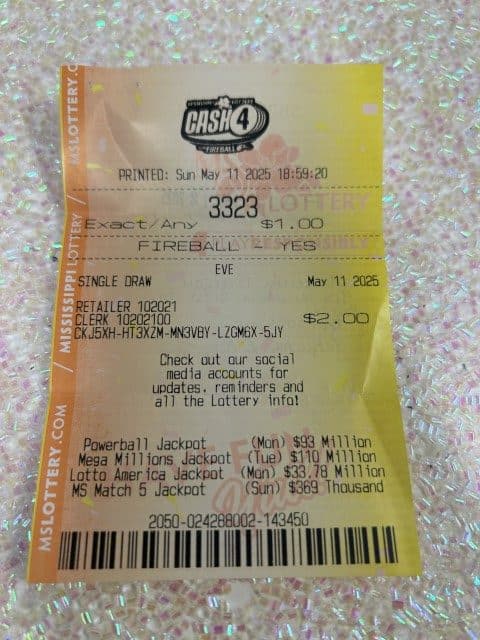 CASH 4
FIREBALL
PRINTED: Sun May 11 2025 18:59:20
3323
Exact/Any $1.00
FIREBALL - YES
EVE
SINGLE DRAW May 11 2025
RETAILER 102021
CLERK 10202100 $2.00
CKJ5XH-HT3XZM-MN3VBY-LZGM6X-5JY
Check out our social
media accounts for
updates, reminders and
all the Lottery info!
Powerball Jackpot (Mon) $93 Million
Mega Millions Jackpot (Tue) $110 Million
Lotto America Jackpot (Mon) $33.78 Million
MS Match 5 Jackpot (Sun) $369 Thousand
2050-024288002-143450
MSLOTTERY.COM / MISSISSIPPI LOTTERY / MSLOTTERY.C
LOTTERY